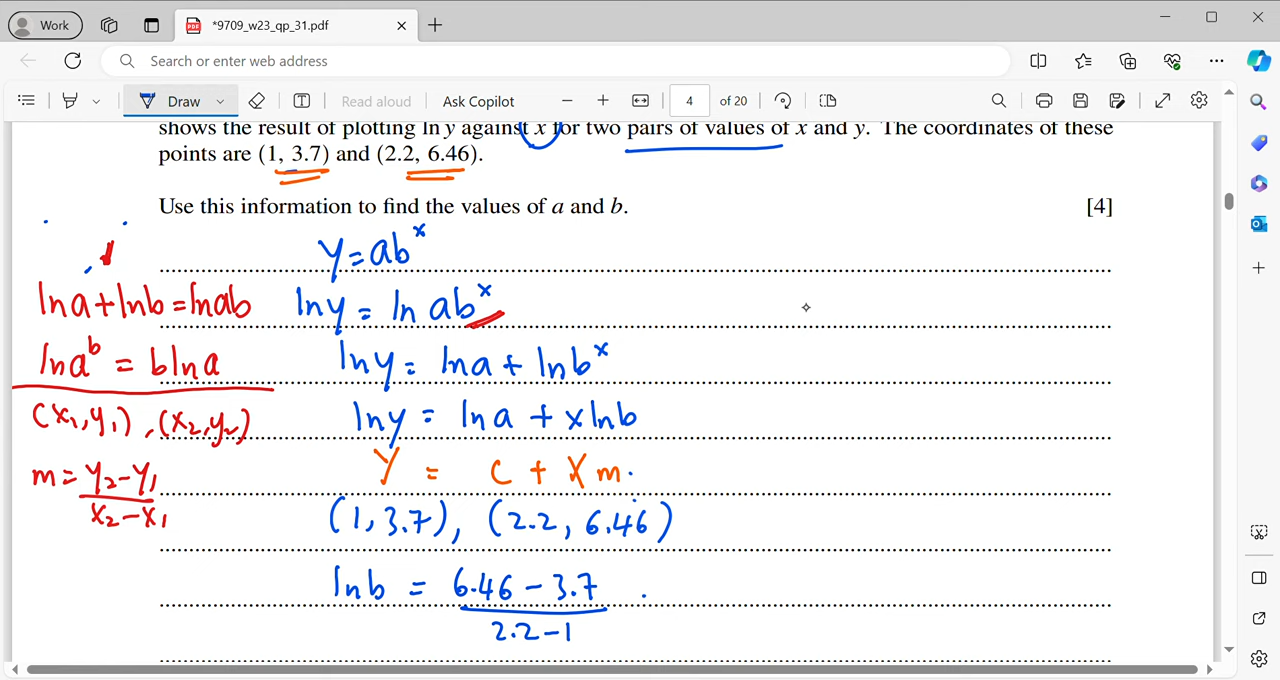 Work
*9709_w23_qp_31.pdf
Search or enter web address
Draw
Read aloud
Ask Copilot
4
of 20
shows the result of plotting ln y against x for two pairs of values of x and y. The coordinates of these
points are (1, 3.7) and (2.2, 6.46).
Use this information to find the values of a and b.
[4]
y = ab^x
ln a + ln b = ln ab
ln y = ln ab^x
ln a^b = b ln a
ln y = ln a + ln b^x
(x₁, y₁), (x₂, y₂)
ln y = ln a + x ln b
m = (y₂ – y₁)/(x₂ – x₁)
Y = C + X m.
(1, 3.7), (2.2, 6.46)
ln b = (6.46 – 3.7)/(2.2 – 1)